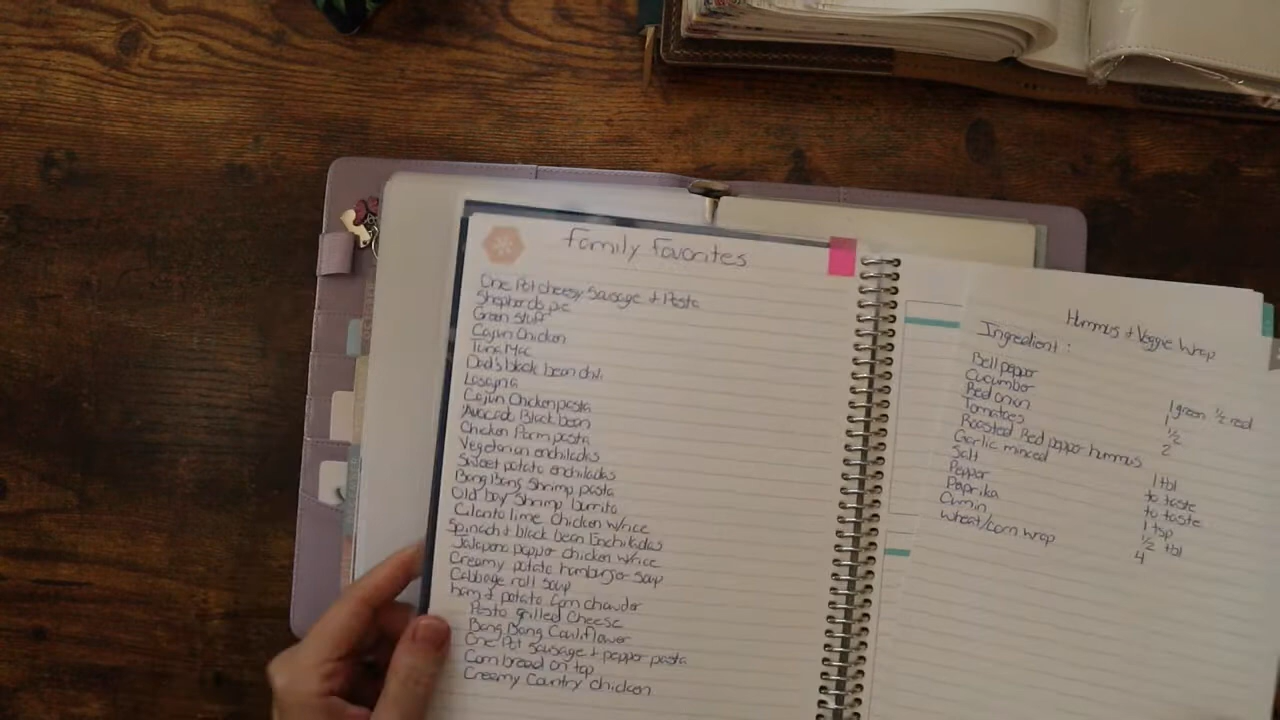 Family Favorites
One Pot cheesy Sausage + Pasta
Shepherds pie
Green Stuff
Cajun Chicken
Tuna Mac
Dad's black bean chili
Lasagna
Cajun Chicken pasta
Avocado Black bean
Chicken Parm pasta
Vegetarian enchiladas
Sweet potato enchiladas
Bang Bang Shrimp pasta
Old bay Shrimp burrito
Cilantro lime Chicken w/rice
Spinach + black bean Enchiladas
Jalapeno pepper chicken w/rice
Creamy potato hamburger soup
Cabbage roll soup
ham + potato Corn chowder
Pesto grilled Cheese
Bang Bang Cauliflower
One Pot Sausage + pepper pasta
Corn bread on top
Creamy Country chicken
Hummus + Veggie Wrap
Ingredient :
Bell pepper 1 green ½ red
Cucumber 1
Red onion ½
Tomatoes 2
Roasted Red pepper hummus
Garlic minced 1 tbl
Salt to taste
Pepper to taste
Paprika 1 tsp
Cumin ½ tbl
Wheat/corn wrap 4